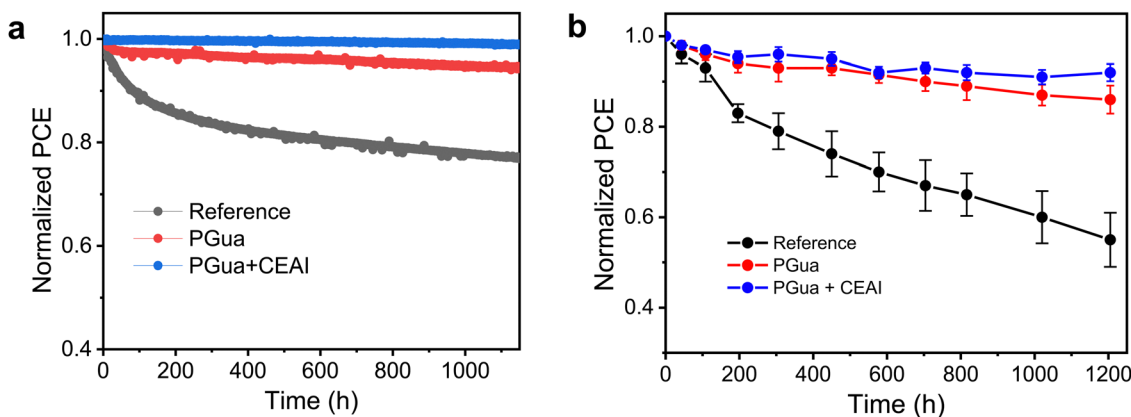 a
Normalized PCE
1.0
0.8
0.6
0.4
Reference
PGua
PGua+CEAI
0 200 400 600 800 1000
Time (h)
b
Normalized PCE
1.0
0.8
0.6
0.4
Reference
PGua
PGua + CEAI
0 200 400 600 800 1000 1200
Time (h)